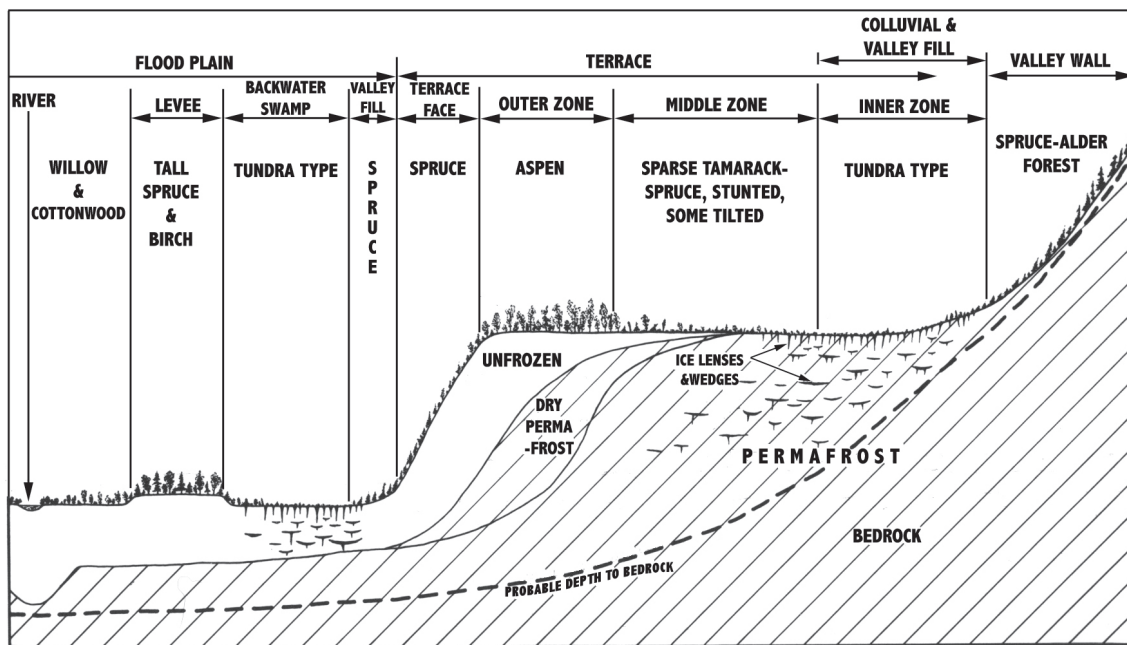 COLLUVIAL &
VALLEY FILL
FLOOD PLAIN
TERRACE
VALLEY WALL
RIVER
LEVEE
BACKWATER
SWAMP
VALLEY
FILL
TERRACE
FACE
OUTER ZONE
MIDDLE ZONE
INNER ZONE
WILLOW
&
COTTONWOOD
TALL
SPRUCE
&
BIRCH
TUNDRA TYPE
SPRUCE
SPRUCE
ASPEN
SPARSE TAMARACK-
SPRUCE, STUNTED,
SOME TILTED
TUNDRA TYPE
SPRUCE-ALDER
FOREST
UNFROZEN
DRY
PERMA
-FROST
ICE LENSES
&WEDGES
PERMAFROST
BEDROCK
PROBABLE DEPTH TO BEDROCK